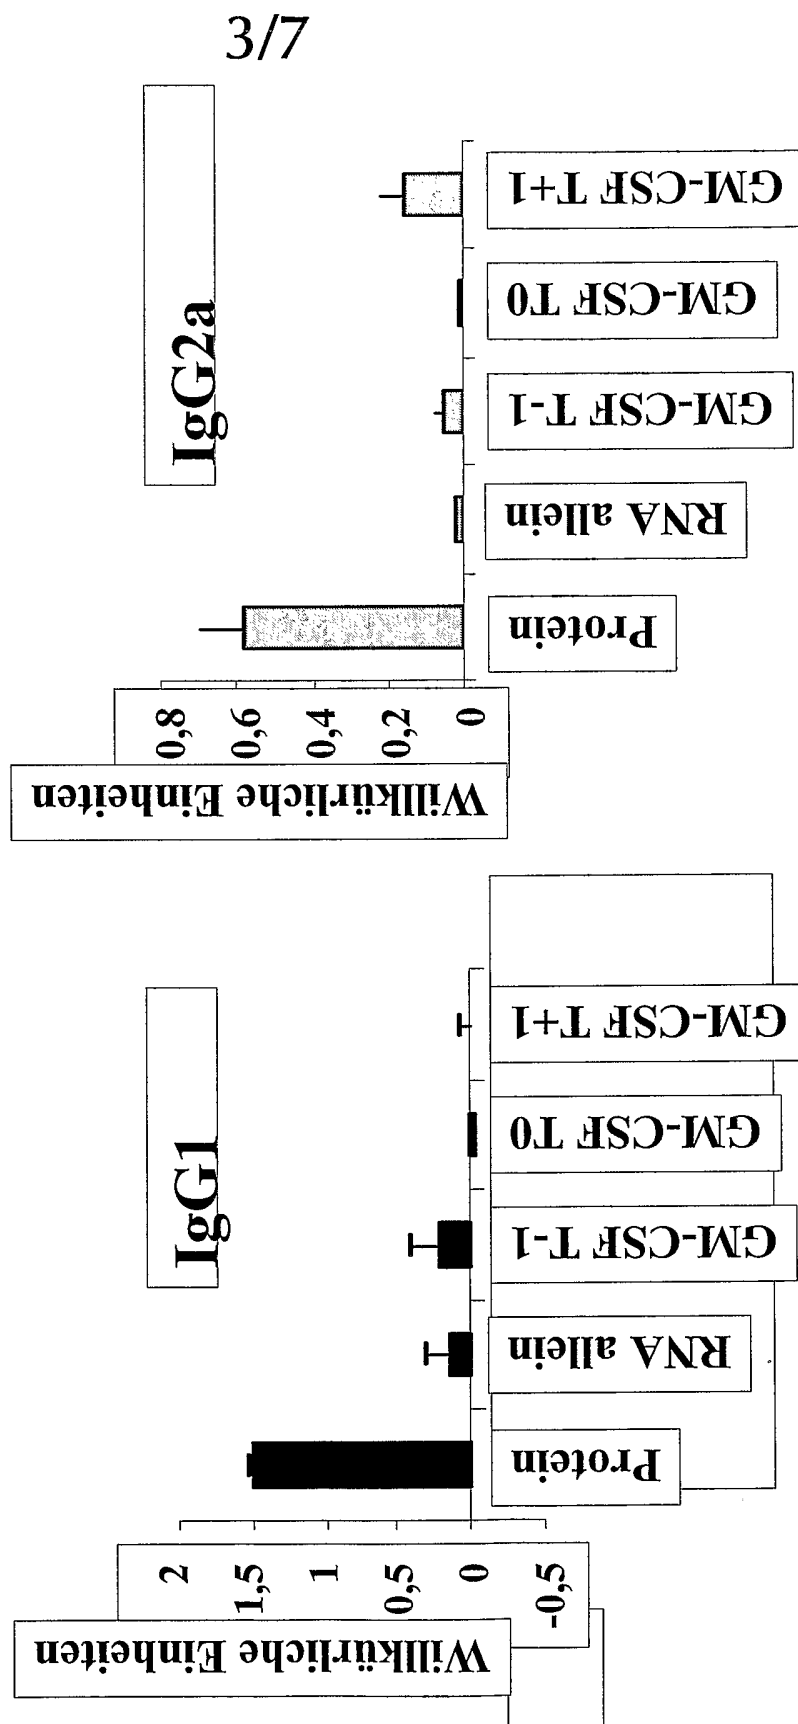 3/7
IgG2a
Willkürliche Einheiten
0,8
0,6
0,4
0,2
0
Protein
RNA allein
GM-CSF T-1
GM-CSF T0
GM-CSF T+1
IgG1
Willkürliche Einheiten
2
1,5
1
0,5
0
-0,5
Protein
RNA allein
GM-CSF T-1
GM-CSF T0
GM-CSF T+1